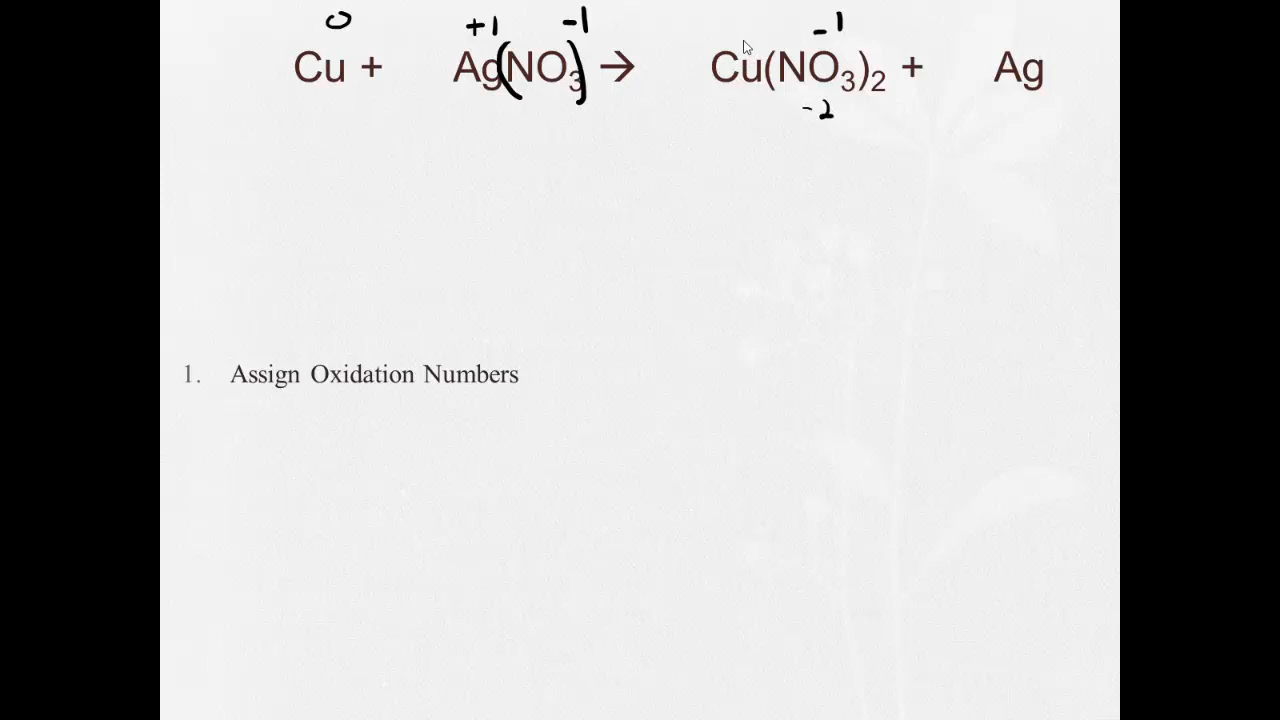 0 +1 -1 -1
Cu + Ag(NO₃) → Cu(NO₃)₂ + Ag
-2
1. Assign Oxidation Numbers